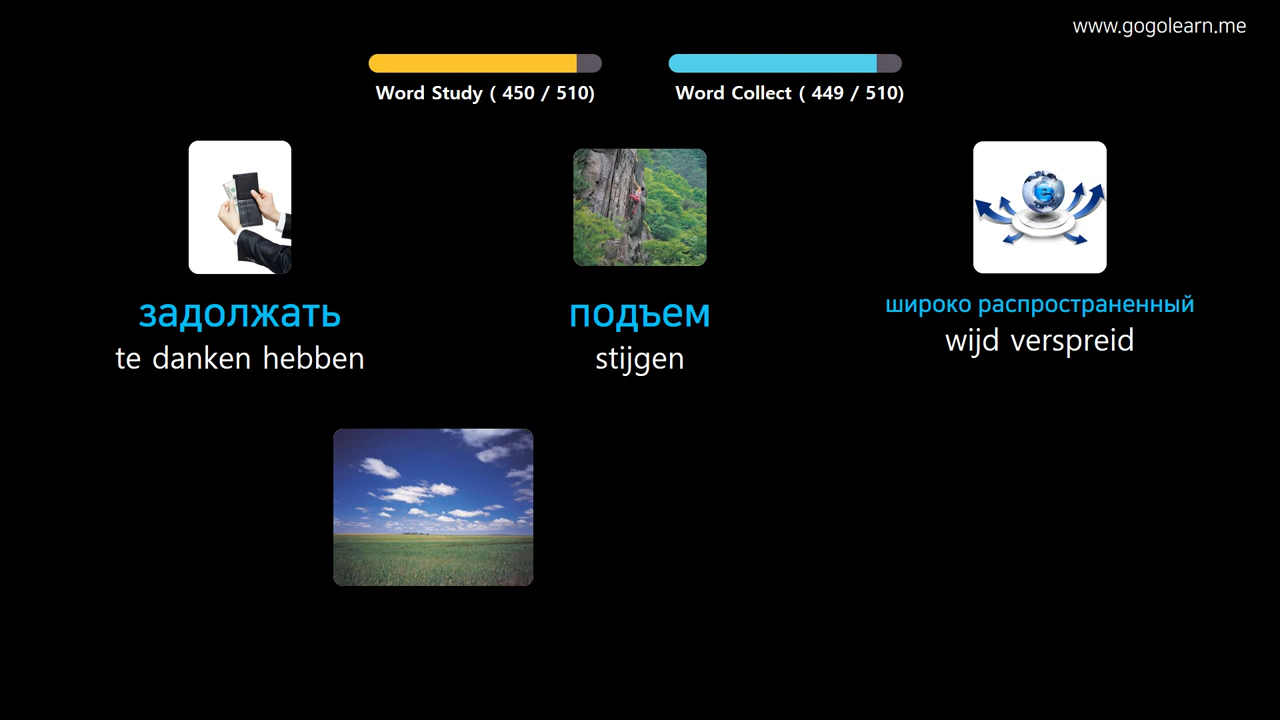 www.gogolearn.me
Word Study ( 450 / 510)
Word Collect ( 449 / 510)
задолжать
te danken hebben
подъем
stijgen
широко распространенный
wijd verspreid